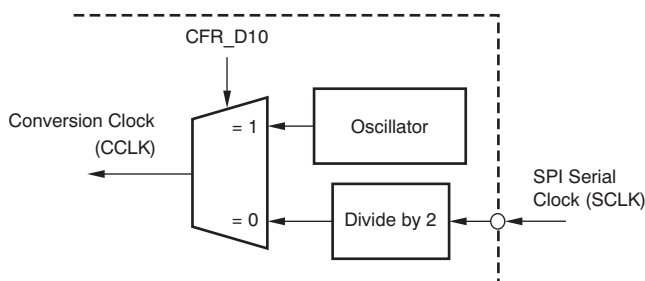 CFR_D10
Conversion Clock
(CCLK)
= 1
Oscillator
= 0
Divide by 2
SPI Serial
Clock (SCLK)